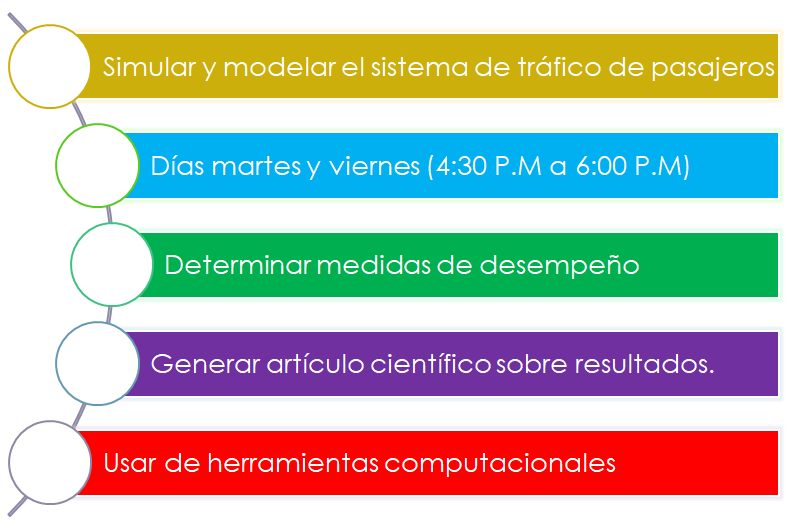 Simular y modelar el sistema de tráfico de pasajeros
Días martes y viernes (4:30 P.M a 6:00 P.M)
Determinar medidas de desempeño
Generar artículo científico sobre resultados.
Usar de herramientas computacionales